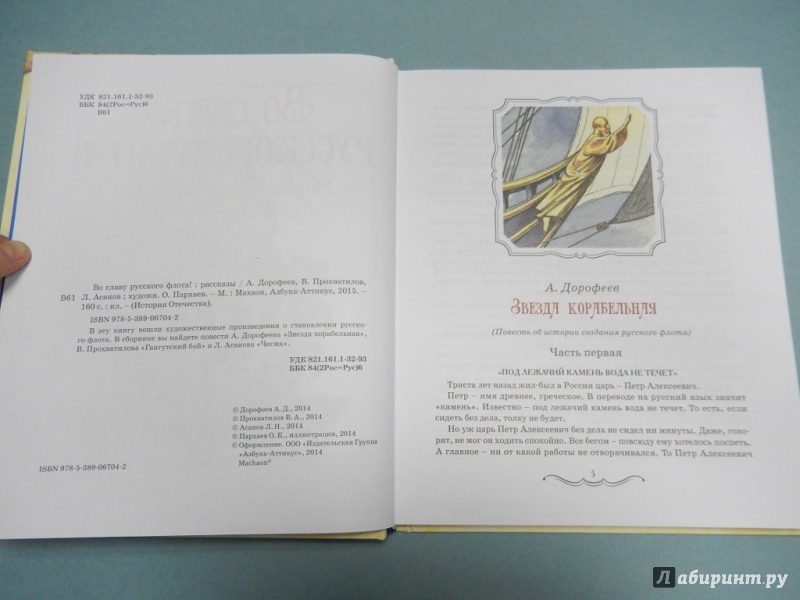 УДК 821.161.1-32-93
ББК 84(2Рос=Рус)6
В61
Во славу русского флота! : рассказы / А. Дорофеев, В. Прохватилов,
В61 Л. Асанов ; художн. О. Пархаев. – М. : Махаон, Азбука-Аттикус, 2015. –
160 с. : ил. – (История Отечества).
ISBN 978-5-389-06704-2
В эту книгу вошли художественные произведения о становлении русско-
го флота. В сборнике вы найдете повести А. Дорофеева «Звезда корабельная»,
В. Прохватилова «Гангутский бой» и Л. Асанова «Чесма».
УДК 821.161.1-32-93
ББК 84(2Рос=Рус)6
© Дорофеев А. Д., 2014
© Прохватилов В. А., 2014
© Асанов Л. Н., 2014
© Пархаев О. К., иллюстрации, 2014
© Оформление. ООО «Издательская Группа
«Азбука-Аттикус», 2014
Machaon®
ISBN 978-5-389-06704-2
А. Дорофеев
Звезда корабельная
(Повесть об истории создания русского флота)
Часть первая
«ПОД ЛЕЖАЧИЙ КАМЕНЬ ВОДА НЕ ТЕЧЕТ»
Триста лет назад жил-был в России царь – Петр Алексеевич.
Петр – имя древнее, греческое. В переводе на русский язык значит
«камень». Известно – под лежачий камень вода не течет. То есть, если
сидеть без дела, толку не будет.
Но уж царь Петр Алексеевич без дела не сидел ни минуты. Даже, гово-
рят, не мог он ходить спокойно. Все бегом – повсюду ему хотелось поспеть.
А главное – ни от какой работы не отворачивался. То Петр Алексеевич
5
Лабиринт.ру